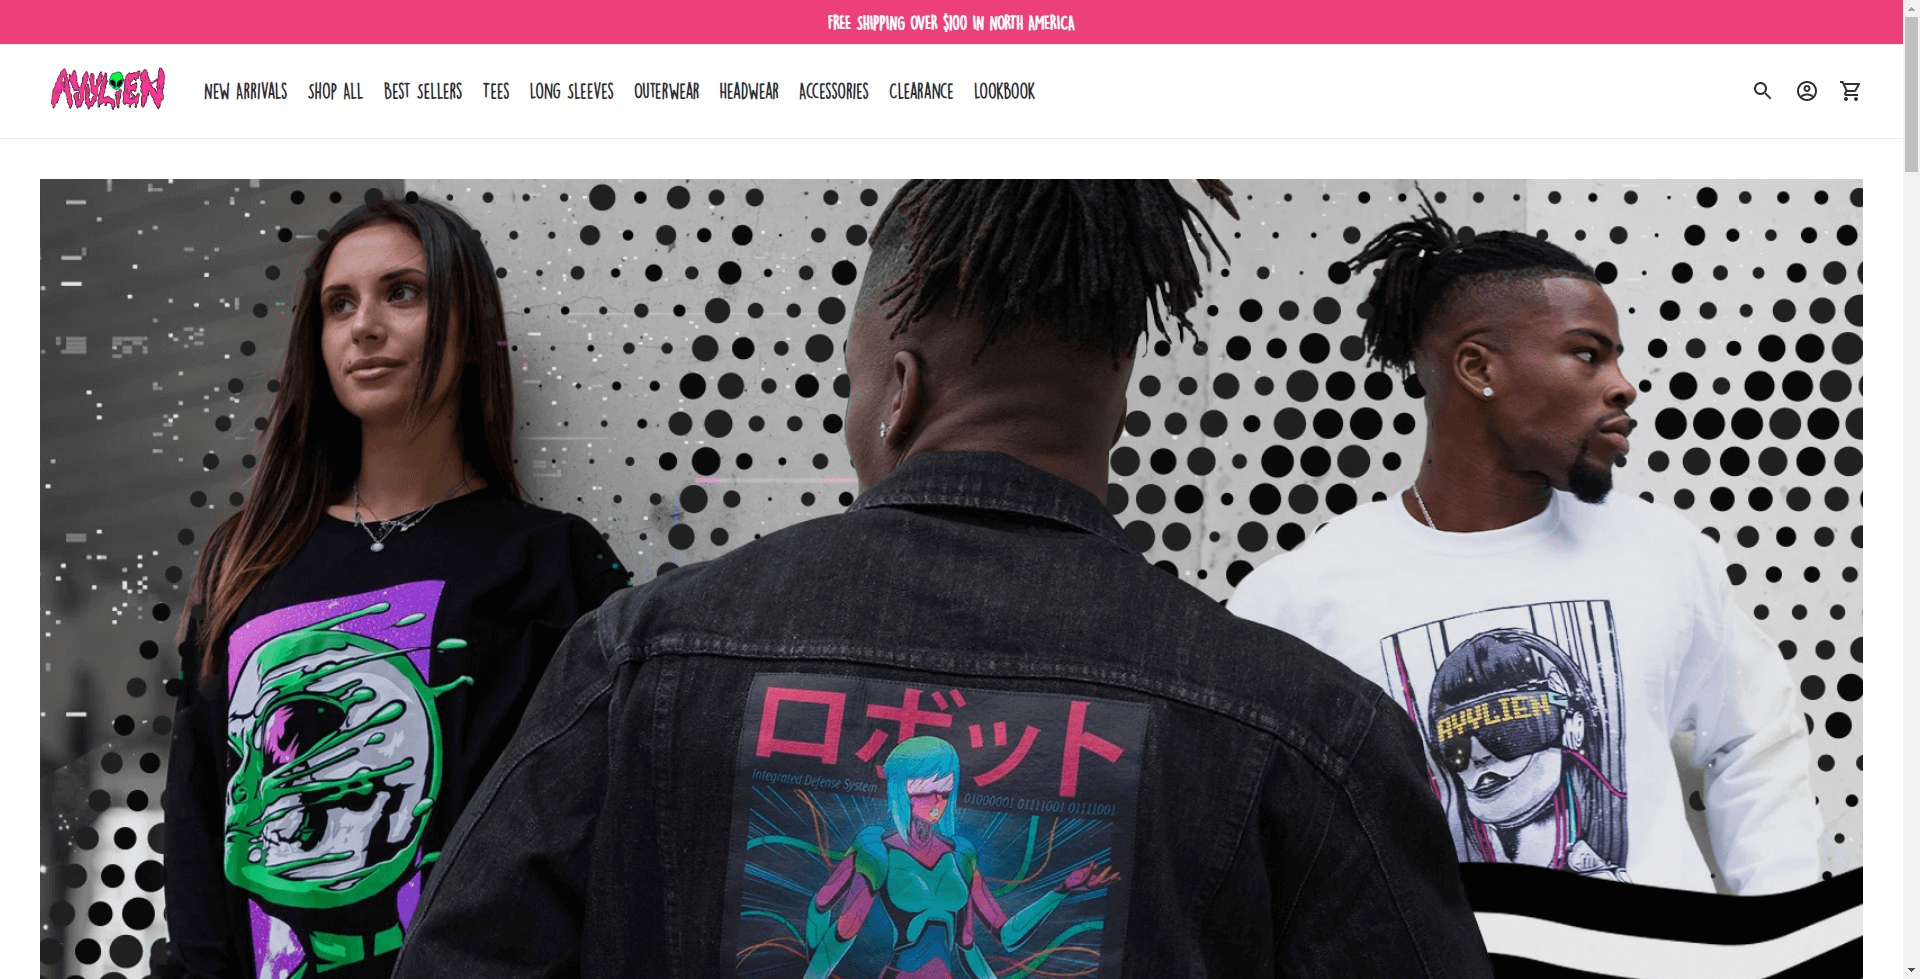 FREE SHIPPING OVER $100 IN NORTH AMERICA
AYYLIEN
NEW ARRIVALS
SHOP ALL
BEST SELLERS
TEES
LONG SLEEVES
OUTERWEAR
HEADWEAR
ACCESSORIES
CLEARANCE
LOOKBOOK
AYYLIEN
ロボット
Integrated Defense System
01000001 01111001 01111001